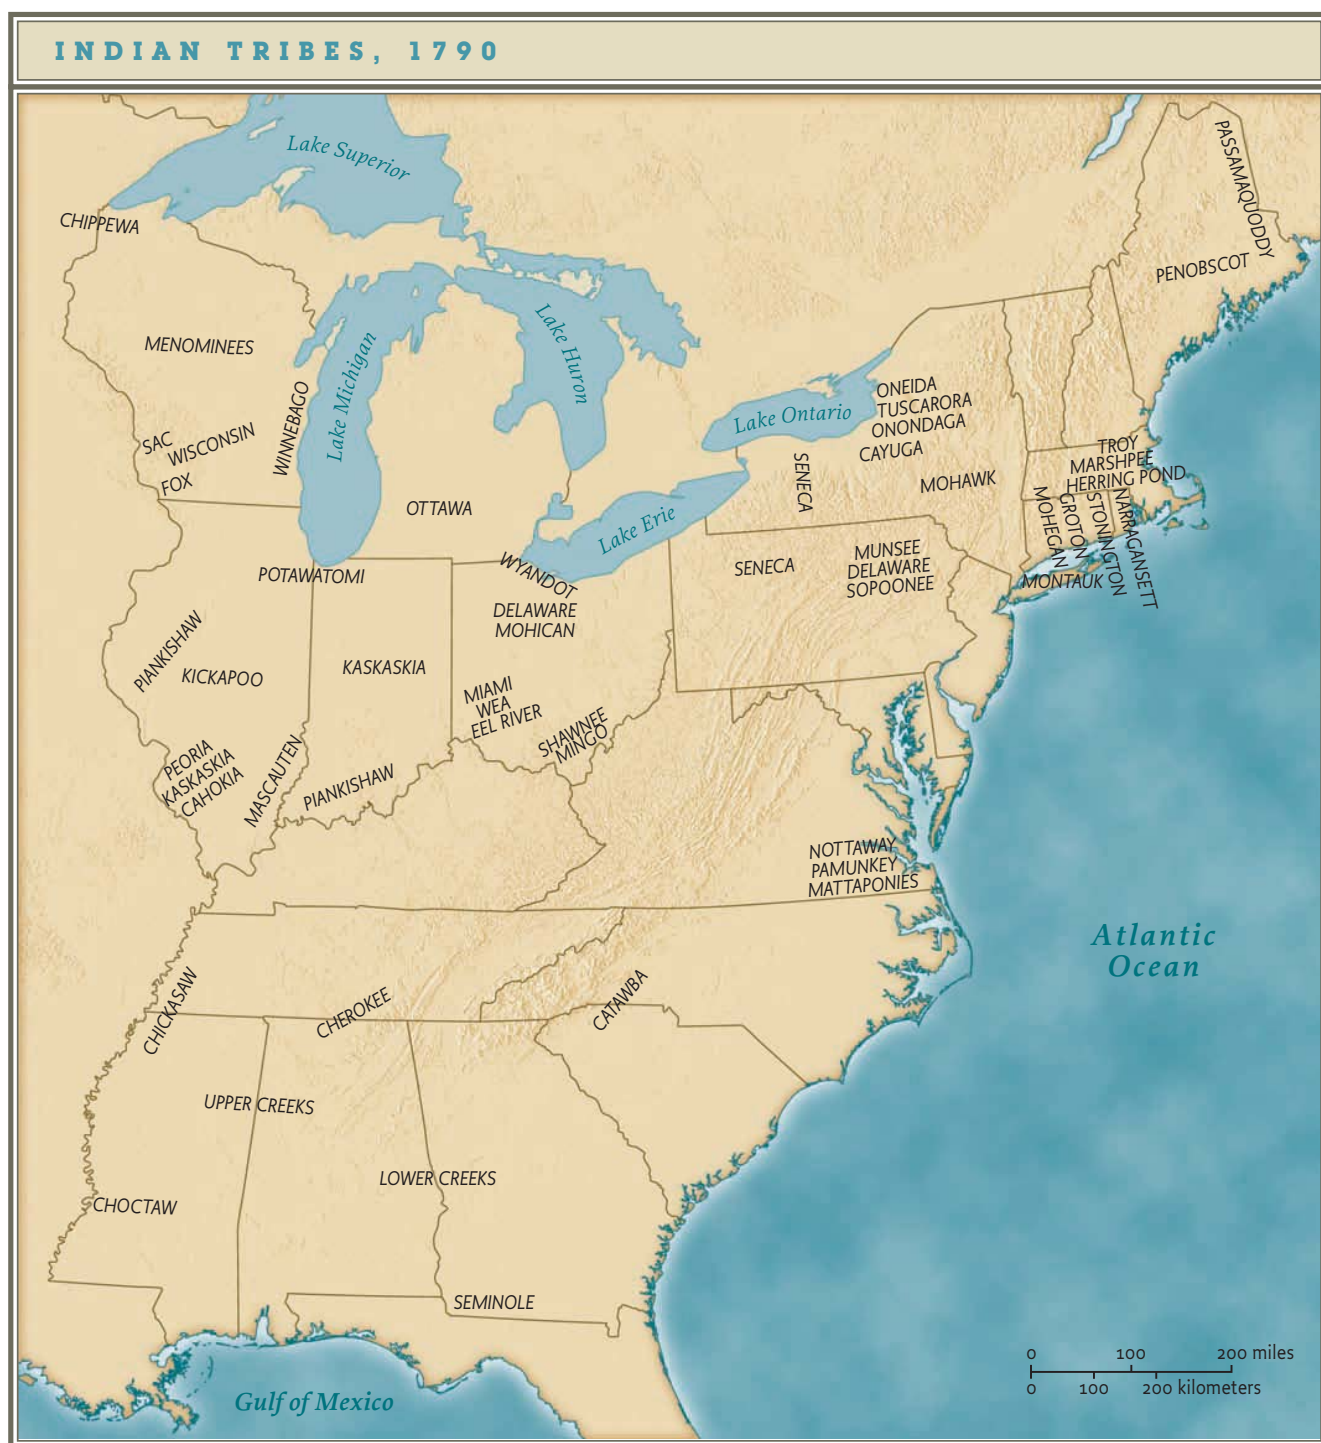 INDIAN TRIBES, 1790
Lake Superior
CHIPPEWA
PASSAMAQUODDY
PENOBSCOT
MENOMINEES
Lake Michigan
Lake Huron
WINNEBAGO
SAC
WISCONSIN
FOX
Lake Ontario
ONEIDA
TUSCARORA
ONONDAGA
CAYUGA
SENECA
MOHAWK
TROY
MARSHPEE
HERRING POND
MOHEGAN
GROTON
STONINGTON
NARRAGANSETT
MONTAUK
OTTAWA
Lake Erie
POTAWATOMI
WYANDOT
DELAWARE
MOHICAN
SENECA
MUNSEE
DELAWARE
SOPOONEE
PIANKISHAW
KICKAPOO
KASKASKIA
MIAMI
WEA
EEL RIVER
SHAWNEE
MINGO
PEORIA
KASKASKIA
CAHOKIA
MASCAUTEN
PIANKISHAW
NOTTAWAY
PAMUNKEY
MATTAPONIES
Atlantic
Ocean
CHICKASAW
CHEROKEE
CATAWBA
UPPER CREEKS
LOWER CREEKS
CHOCTAW
SEMINOLE
Gulf of Mexico
0 100 200 miles
0 100 200 kilometers